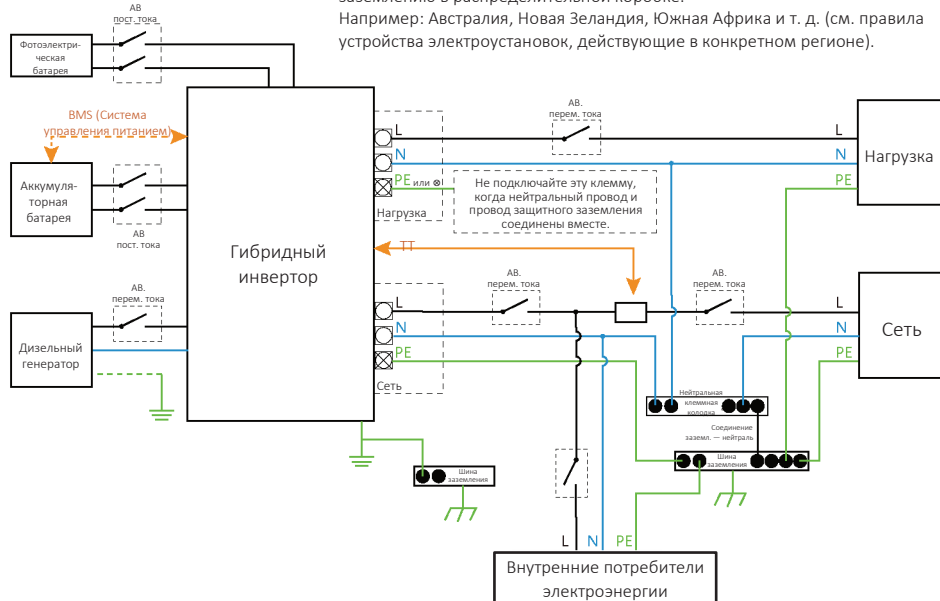 заземлению в распределительной коробке.
Например: Австралия, Новая Зеландия, Южная Африка и т. д. (см. правила
устройства электроустановок, действующие в конкретном регионе).
АВ
пост. тока
Фотоэлектри-
ческая
батарея
BMS (Система
управления питанием)
Аккумуля-
торная
батарея
АВ
пост. тока
АВ.
перем. тока
Дизельный
генератор
Гибридный
инвертор
L
N
PE или ⊗
Нагрузка
АВ.
перем. тока
Не подключайте эту клемму,
когда нейтральный провод и
провод защитного заземления
соединены вместе.
L
N
PE
Нагрузка
ТТ
L
N
PE
Сеть
АВ.
перем. тока
АВ.
перем. тока
L
N
PE
Сеть
Нейтральная
клеммная
колодка
Соединение
заземл. — нейтраль
Шина
заземления
Шина
заземления
L
N
PE
Внутренние потребители
электроэнергии